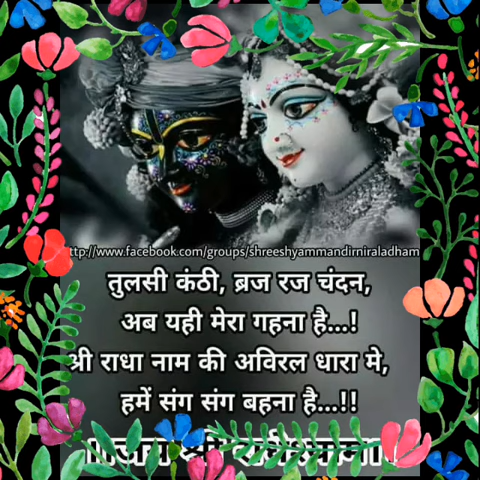 ttp://www.facebook.com/groups/shreeshyammandirniraladham
तुलसी कंठी, ब्रज रज चंदन,
अब यही मेरा गहना है...!
श्री राधा नाम की अविरल धारा मे,
हमें संग संग बहना है...!!